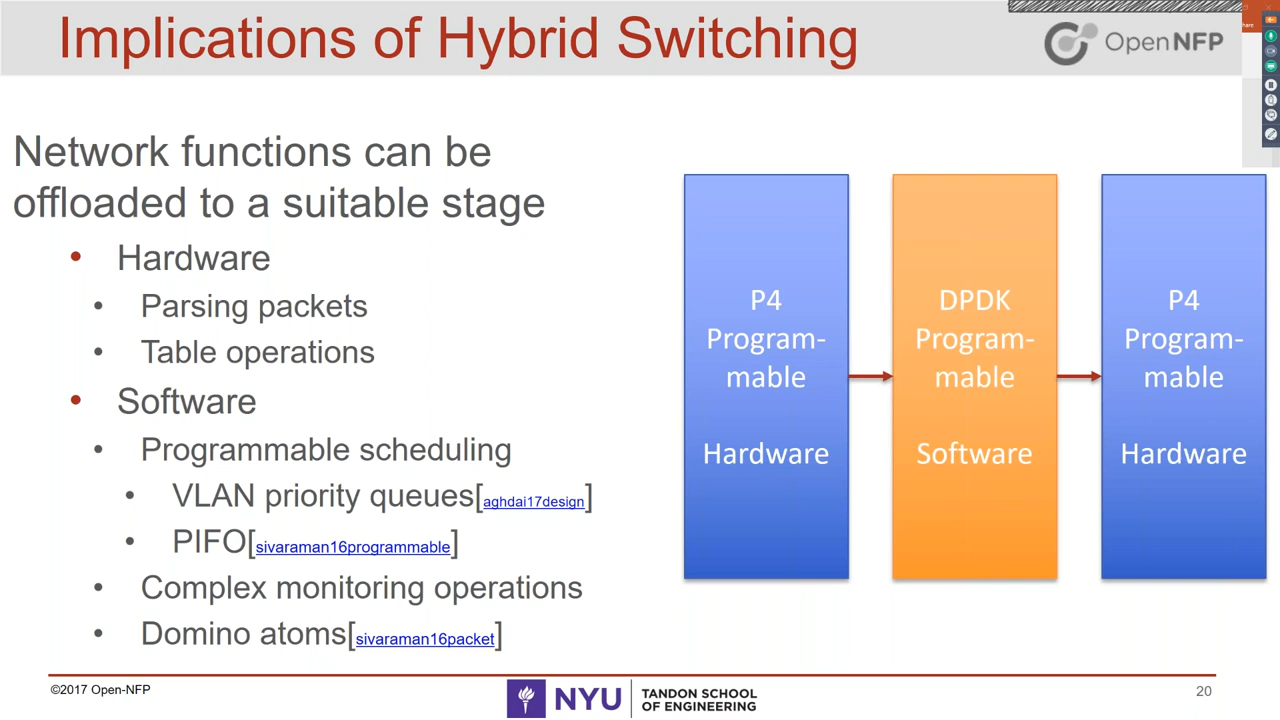 Implications of Hybrid Switching
Open NFP
Network functions can be
offloaded to a suitable stage
• Hardware
• Parsing packets
• Table operations
• Software
• Programmable scheduling
• VLAN priority queues[aghdai17design]
• PIFO[sivaraman16programmable]
• Complex monitoring operations
• Domino atoms[sivaraman16packet]
P4
Program-
mable
Hardware
DPDK
Program-
mable
Software
P4
Program-
mable
Hardware
©2017 Open-NFP
NYU
TANDON SCHOOL
OF ENGINEERING
20